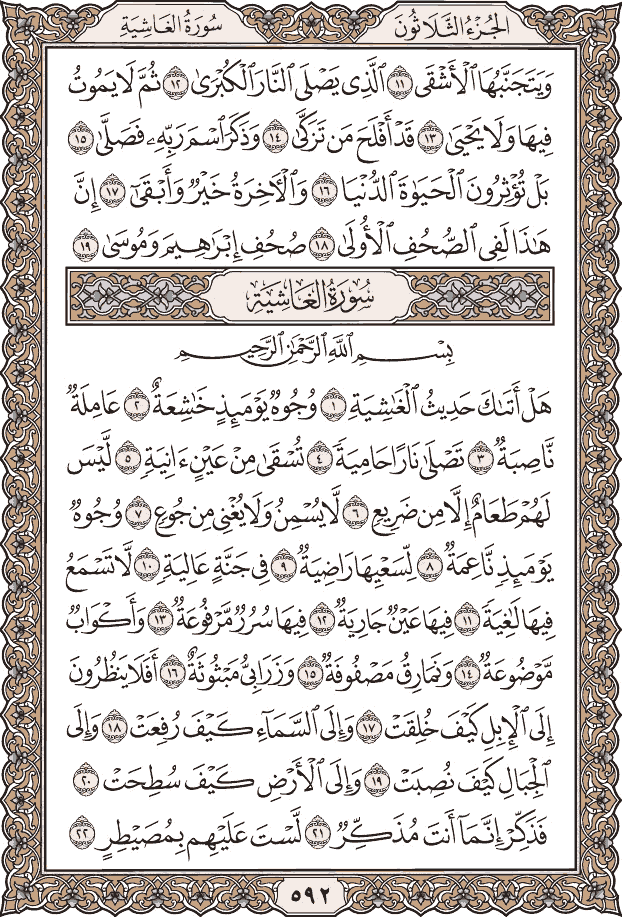 الجُزْءُ الثَّلَاثُونَ
سُورَةُ الغَاشِيَةِ
وَيَتَجَنَّبُهَا ٱلْأَشْقَى ١١ ٱلَّذِي يَصْلَى ٱلنَّارَ ٱلْكُبْرَىٰ ١٢ ثُمَّ لَا يَمُوتُ
فِيهَا وَلَا يَحْيَىٰ ١٣ قَدْ أَفْلَحَ مَن تَزَكَّىٰ ١٤ وَذَكَرَ ٱسْمَ رَبِّهِۦ فَصَلَّىٰ ١٥
بَلْ تُؤْثِرُونَ ٱلْحَيَوٰةَ ٱلدُّنْيَا ١٦ وَٱلْأَخِرَةُ خَيْرٌ وَأَبْقَىٰٓ ١٧ إِنَّ
هَٰذَا لَفِي ٱلصُّحُفِ ٱلْأُولَىٰ ١٨ صُحُفِ إِبْرَٰهِيمَ وَمُوسَىٰ ١٩
سُورَةُ الغَاشِيَةِ
بِسْمِ ٱللَّهِ ٱلرَّحْمَٰنِ ٱلرَّحِيمِ
هَلْ أَتَىٰكَ حَدِيثُ ٱلْغَٰشِيَةِ ١ وُجُوهٌ يَوْمَئِذٍ خَٰشِعَةٌ ٢ عَامِلَةٌ
نَّاصِبَةٌ ٣ تَصْلَىٰ نَارًا حَامِيَةً ٤ تُسْقَىٰ مِنْ عَيْنٍ ءَانِيَةٍ ٥ لَّيْسَ
لَهُمْ طَعَامٌ إِلَّا مِن ضَرِيعٍ ٦ لَّا يُسْمِنُ وَلَا يُغْنِي مِن جُوعٍ ٧ وُجُوهٌ
يَوْمَئِذٍ نَّاعِمَةٌ ٨ لِّسَعْيِهَا رَاضِيَةٌ ٩ فِي جَنَّةٍ عَالِيَةٍ ١٠ لَّا تَسْمَعُ
فِيهَا لَٰغِيَةً ١١ فِيهَا عَيْنٌ جَارِيَةٌ ١٢ فِيهَا سُرُرٌ مَّرْفُوعَةٌ ١٣ وَأَكْوَابٌ
مَّوْضُوعَةٌ ١٤ وَنَمَارِقُ مَصْفُوفَةٌ ١٥ وَزَرَابِيُّ مَبْثُوثَةٌ ١٦ أَفَلَا يَنظُرُونَ
إِلَى ٱلْإِبِلِ كَيْفَ خُلِقَتْ ١٧ وَإِلَى ٱلسَّمَآءِ كَيْفَ رُفِعَتْ ١٨ وَإِلَى
ٱلْجِبَالِ كَيْفَ نُصِبَتْ ١٩ وَإِلَى ٱلْأَرْضِ كَيْفَ سُطِحَتْ ٢٠
فَذَكِّرْ إِنَّمَآ أَنتَ مُذَكِّرٌ ٢١ لَّسْتَ عَلَيْهِم بِمُصَيْطِرٍ ٢٢
٥٩٢